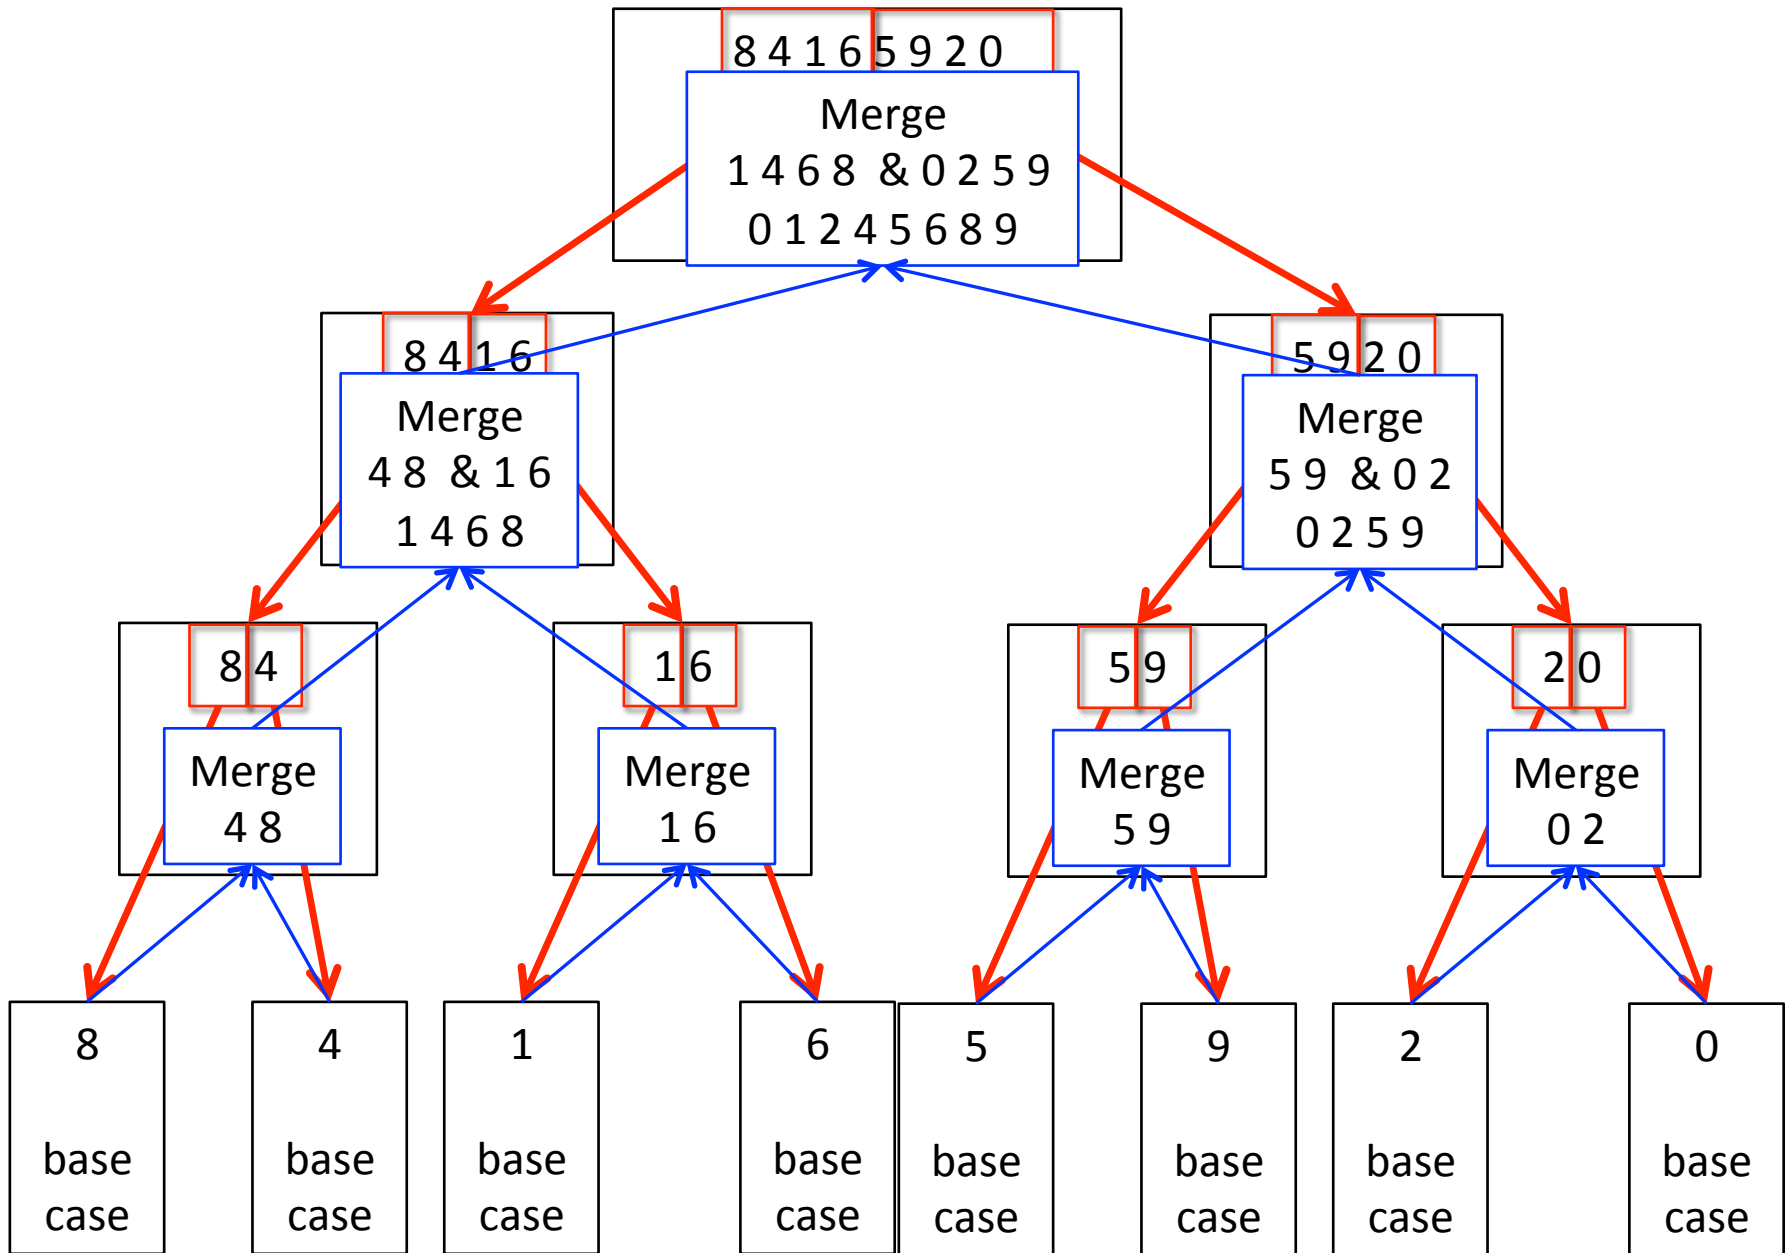 8 4 1 6 5 9 2 0
Merge
1 4 6 8 & 0 2 5 9
0 1 2 4 5 6 8 9
8 4 1 6
Merge
4 8 & 1 6
1 4 6 8
5 9 2 0
Merge
5 9 & 0 2
0 2 5 9
8 4
Merge
4 8
1 6
Merge
1 6
5 9
Merge
5 9
2 0
Merge
0 2
8
base
case
4
base
case
1
base
case
6
base
case
5
base
case
9
base
case
2
base
case
0
base
case